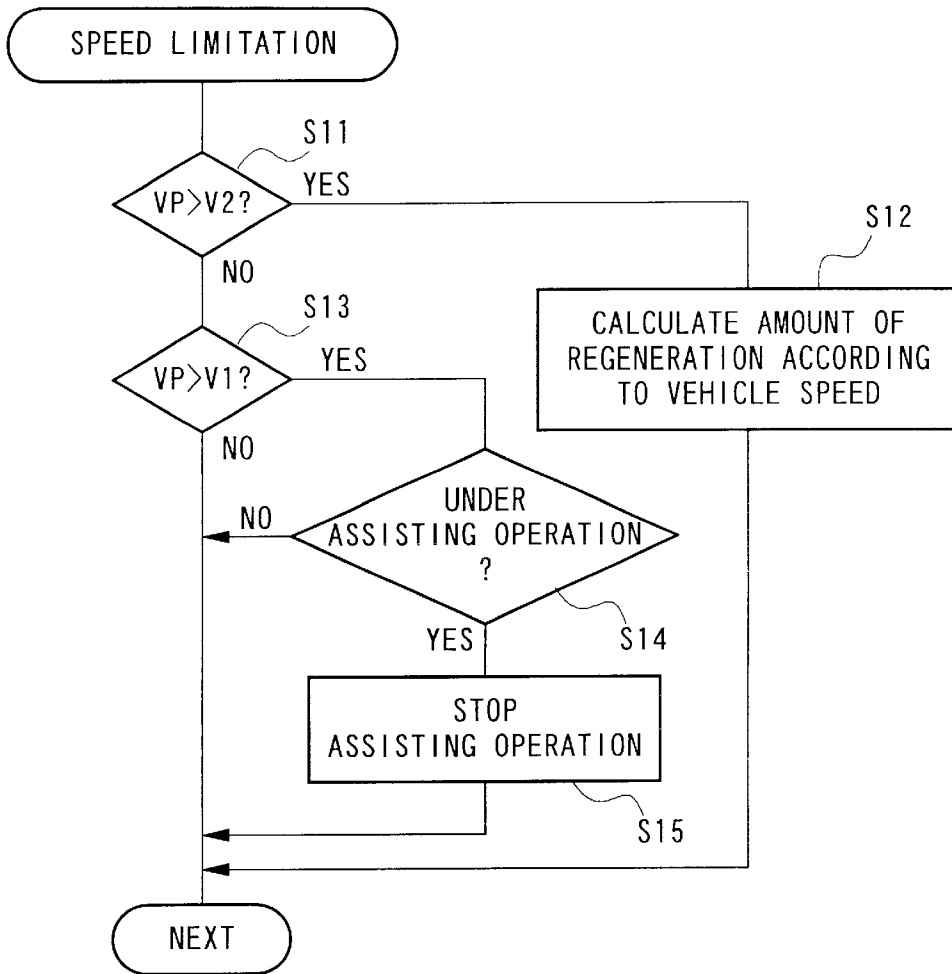 SPEED LIMITATION
S11
VP>V2?
YES
NO
S12
CALCULATE AMOUNT OF
REGENERATION ACCORDING
TO VEHICLE SPEED
S13
VP>V1?
YES
NO
UNDER
ASSISTING OPERATION
?
NO
YES
S14
STOP
ASSISTING OPERATION
S15
NEXT